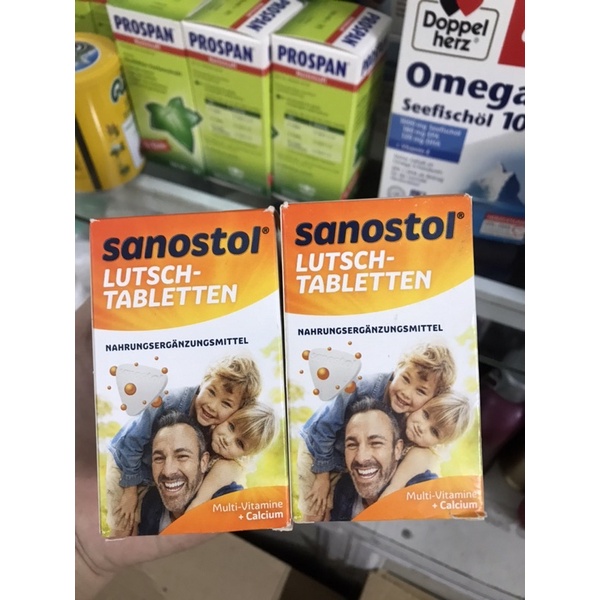 PROSPAN
PROSPAN
PROSPAN
Doppel
herz®
Omega
Seefischöl 10
sanostol®
LUTSCH-
TABLETTEN
NAHRUNGSERGÄNZUNGSMITTEL
Multi-Vitamine
+ Calcium
sanostol®
LUTSCH-
TABLETTEN
NAHRUNGSERGÄNZUNGSMITTEL
Multi-Vitamine
+ Calcium